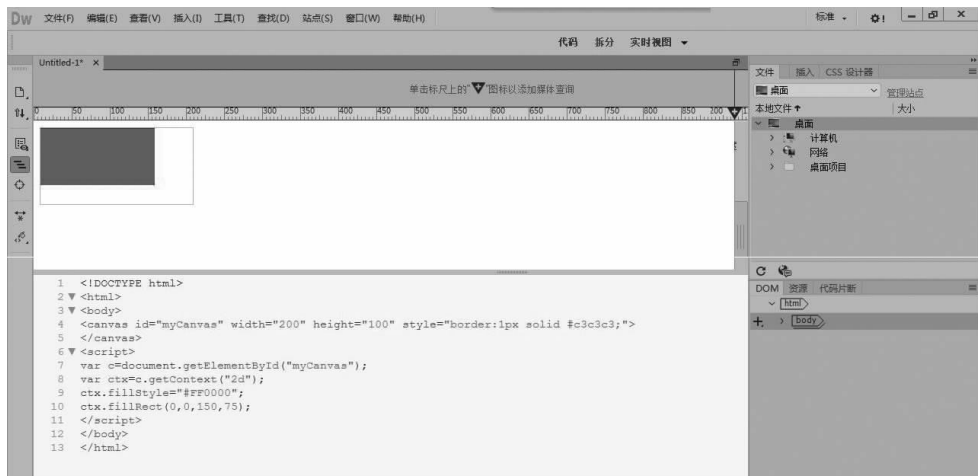 Dw 文件(F) 编辑(E) 查看(V) 插入(I) 工具(T) 查找(D) 站点(S) 窗口(W) 帮助(H) 标准
代码 拆分 实时视图
Untitled-1* ×
单击标尺上的"图标以添加媒体查询
0 50 100 150 200 250 300 350 400 450 500 550 600 650 700 750 800 850 900
文件 插入 CSS 设计器
桌面 管理站点
本地文件 大小
桌面
计算机
网络
桌面项目
DOM 资源 代码片断
html
body
1 <!DOCTYPE html>
2 <html>
3 <body>
4 <canvas id="myCanvas" width="200" height="100" style="border:1px solid #c3c3c3;">
5 </canvas>
6 <script>
7 var c=document.getElementById("myCanvas");
8 var ctx=c.getContext("2d");
9 ctx.fillStyle="#FF0000";
10 ctx.fillRect(0,0,150,75);
11 </script>
12 </body>
13 </html>